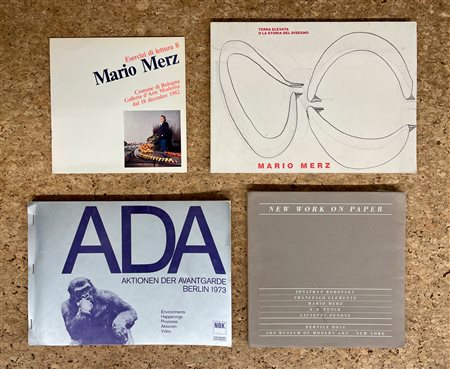 Esercizi di lettura 8
Mario Merz
Comune di Bologna
Galleria d'Arte Moderna
dal 18 dicembre 1982
TERRA ELEVATA
O LA STORIA DEL DISEGNO
MARIO MERZ
ADA
AKTIONEN DER AVANTGARDE
BERLIN 1973
Environments
Happenings
Prozesse
Aktionen
Video
NBK
NEW WORK ON PAPER
JONATHAN BOROFSKY
FRANCESCO CLEMENTE
MARIO MERZ
A. R. PENCK
GIUSEPPE PENONE
BERNICE ROSE
THE MUSEUM OF MODERN ART · NEW YORK